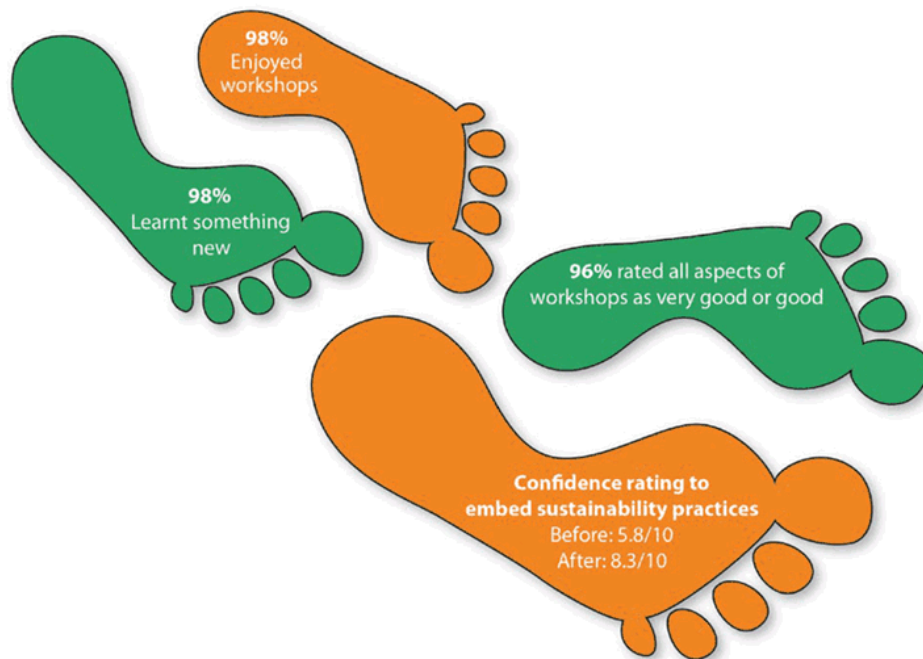 98%
Enjoyed
workshops
98%
Learnt something
new
96% rated all aspects of
workshops as very good or good
Confidence rating to
embed sustainability practices
Before: 5.8/10
After: 8.3/10